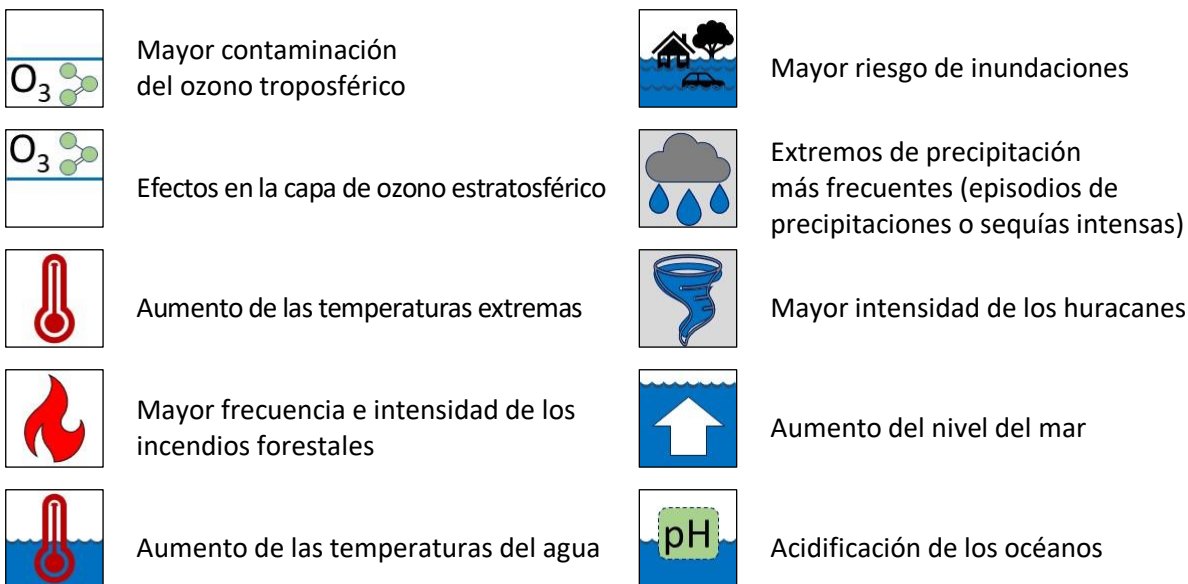 O3
Mayor contaminación
del ozono troposférico
O3
Efectos en la capa de ozono estratosférico
Aumento de las temperaturas extremas
Mayor frecuencia e intensidad de los
incendios forestales
Aumento de las temperaturas del agua
Mayor riesgo de inundaciones
Extremos de precipitación
más frecuentes (episodios de
precipitaciones o sequías intensas)
Mayor intensidad de los huracanes
Aumento del nivel del mar
pH
Acidificación de los océanos